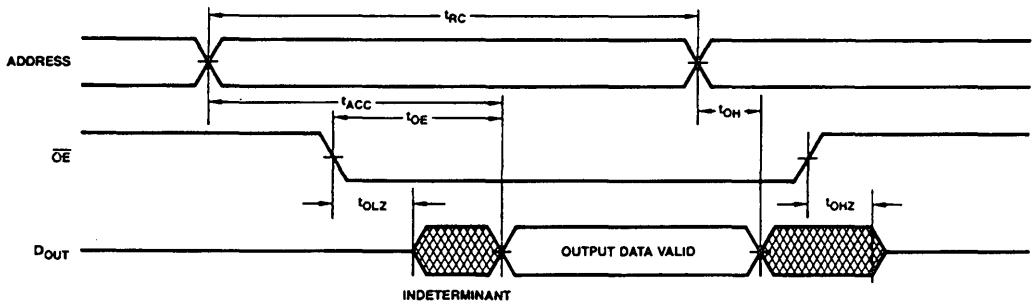 tRC
ADDRESS
tACC
tOE
tOH
OE
tOLZ
tOHZ
DOUT
OUTPUT DATA VALID
INDETERMINANT